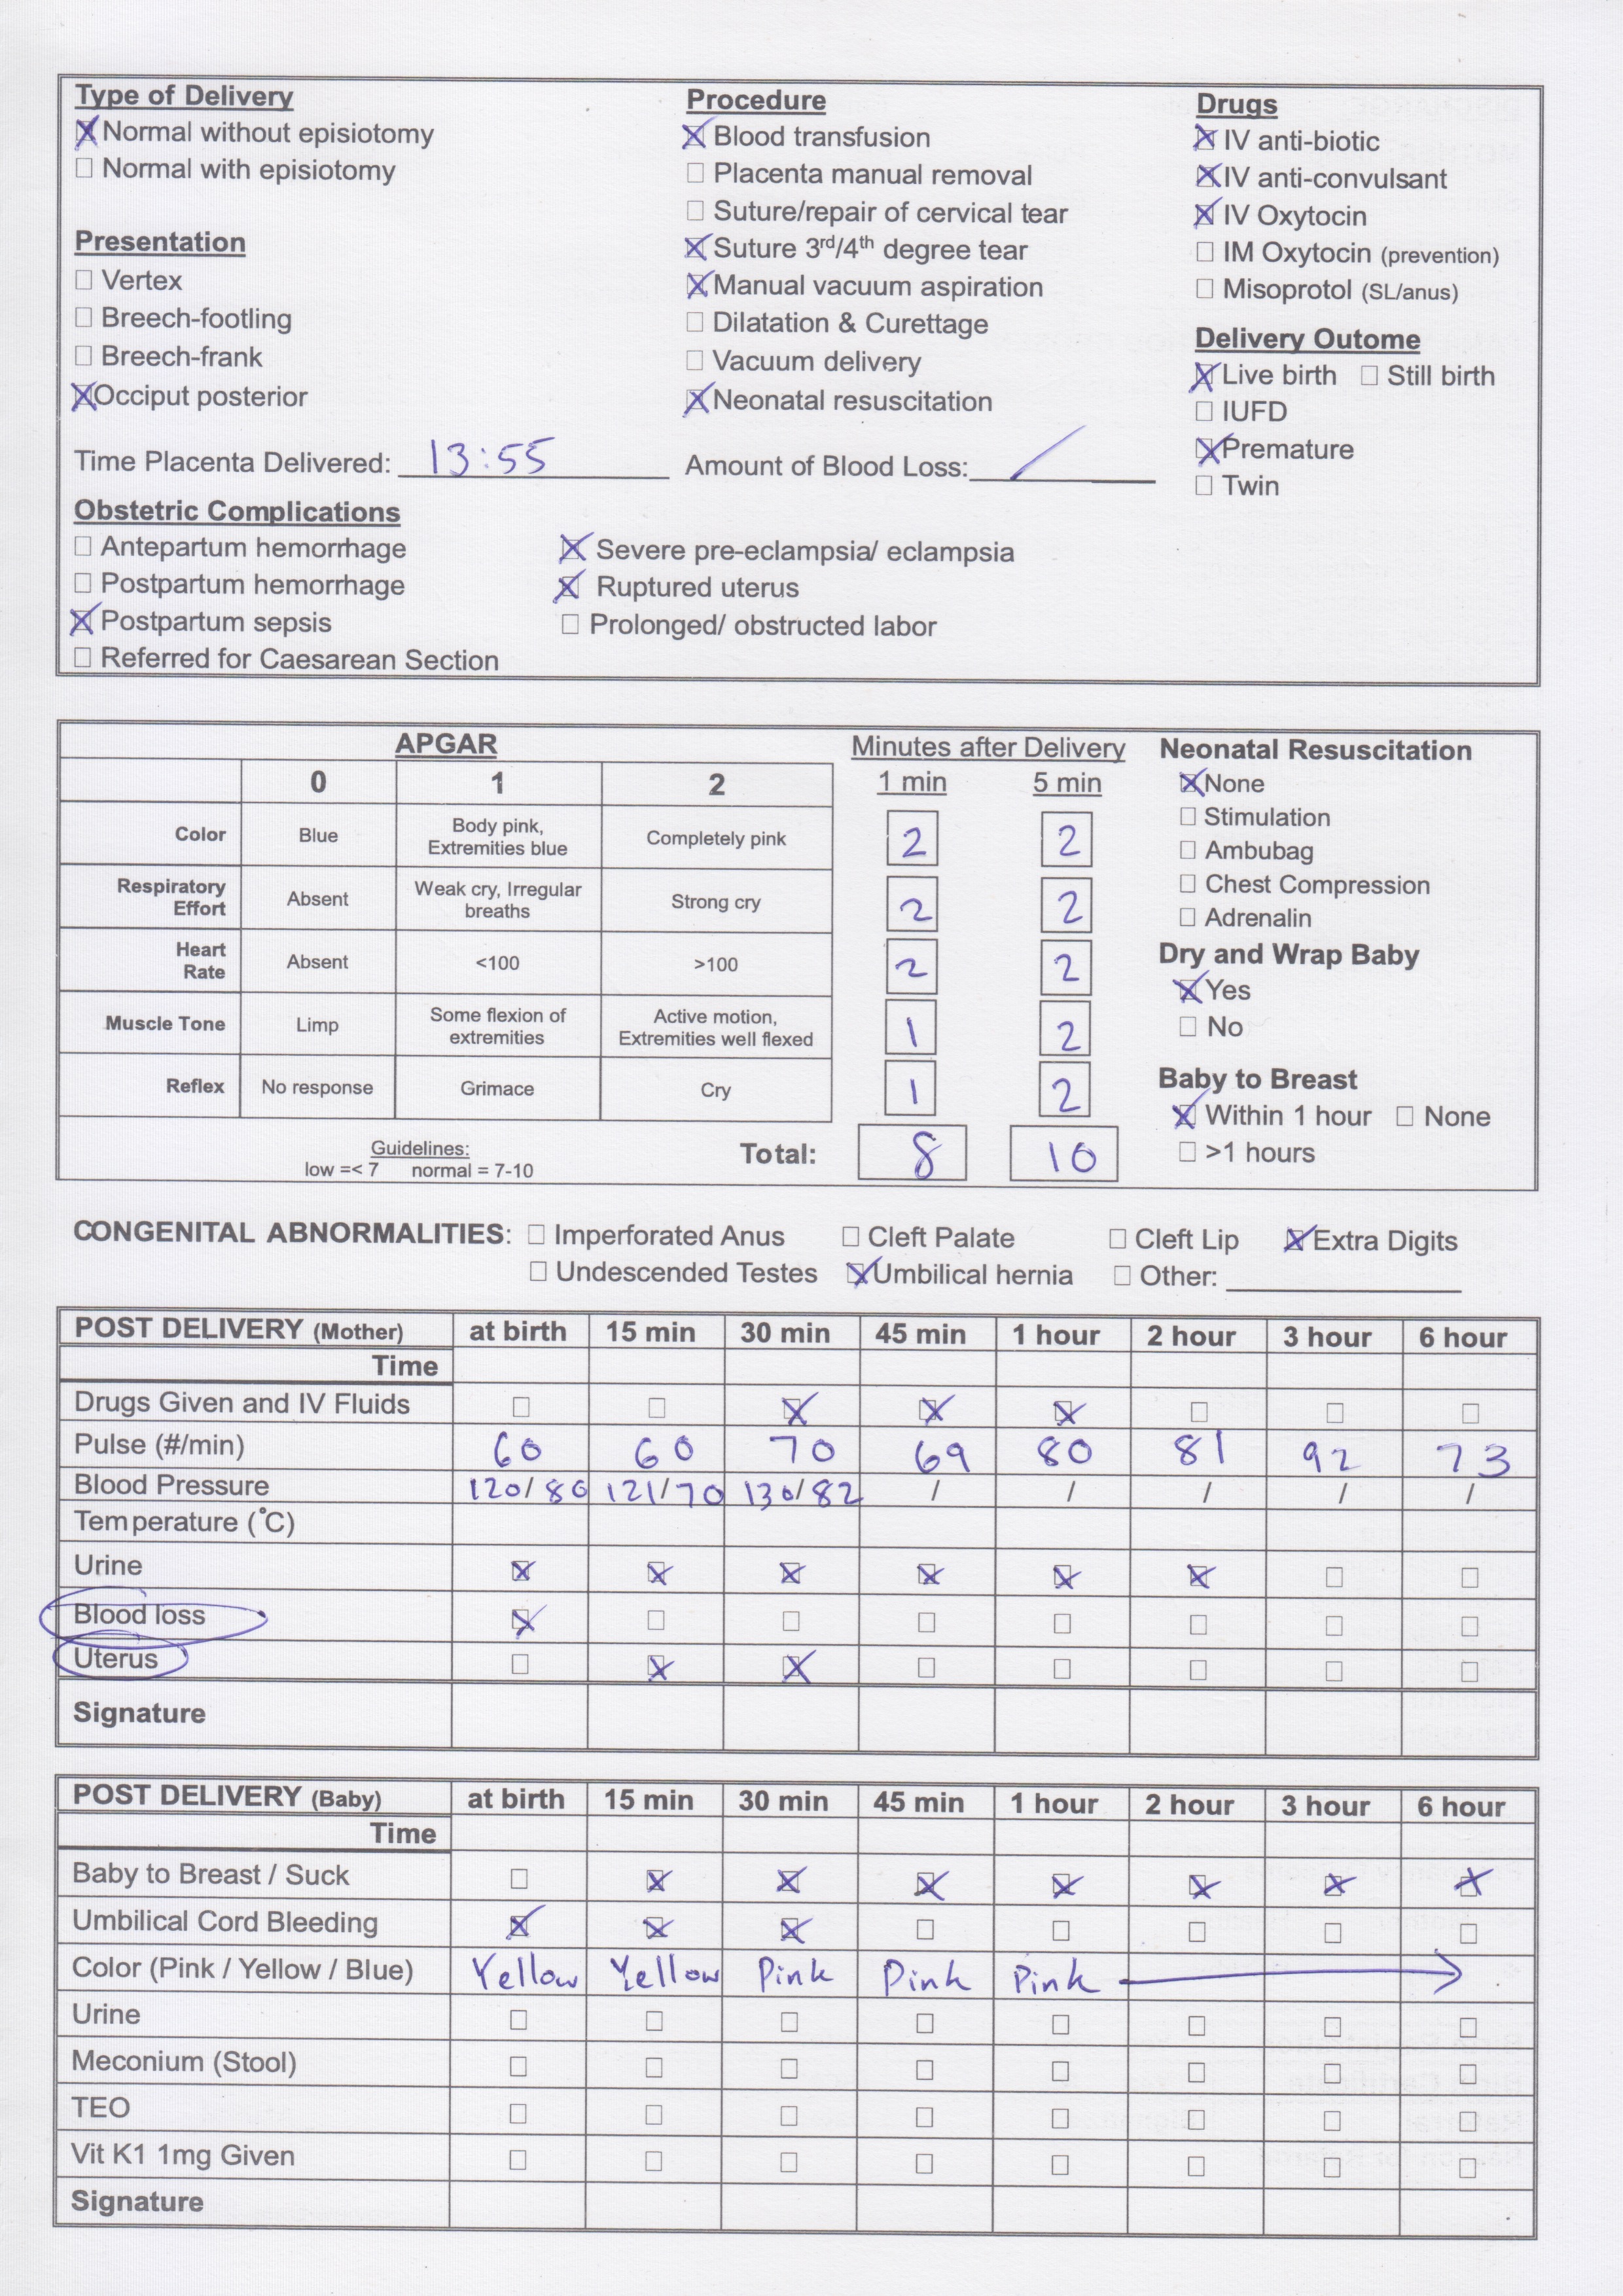 Type of Delivery
☒ Normal without episiotomy
☐ Normal with episiotomy
Presentation
☐ Vertex
☐ Breech-footling
☐ Breech-frank
☒ Occiput posterior
Procedure
☒ Blood transfusion
☐ Placenta manual removal
☐ Suture/repair of cervical tear
☒ Suture 3rd/4th degree tear
☒ Manual vacuum aspiration
☐ Dilatation & Curettage
☐ Vacuum delivery
☒ Neonatal resuscitation
Drugs
☒ IV anti-biotic
☒ IV anti-convulsant
☒ IV Oxytocin
☐ IM Oxytocin (prevention)
☐ Misoprotol (SL/anus)
Delivery Outome
☒ Live birth ☐ Still birth
☐ IUFD
☒ Premature
☐ Twin
Time Placenta Delivered: 13:55 Amount of Blood Loss: /
Obstetric Complications
☐ Antepartum hemorrhage ☒ Severe pre-eclampsia/ eclampsia
☐ Postpartum hemorrhage ☒ Ruptured uterus
☒ Postpartum sepsis ☐ Prolonged/ obstructed labor
☐ Referred for Caesarean Section
APGAR Minutes after Delivery
0 1 2 1 min 5 min
Color Blue Body pink, Extremities blue Completely pink 2 2
Respiratory Effort Absent Weak cry, Irregular breaths Strong cry 2 2
Heart Rate Absent <100 >100 2 2
Muscle Tone Limp Some flexion of extremities Active motion, Extremities well flexed 1 2
Reflex No response Grimace Cry 1 2
Guidelines:
low =< 7 normal = 7-10 Total: 8 10
Neonatal Resuscitation
☒ None
☐ Stimulation
☐ Ambubag
☐ Chest Compression
☐ Adrenalin
Dry and Wrap Baby
☒ Yes
☐ No
Baby to Breast
☒ Within 1 hour ☐ None
☐ >1 hours
CONGENITAL ABNORMALITIES: ☐ Imperforated Anus ☐ Cleft Palate ☐ Cleft Lip ☒ Extra Digits
☐ Undescended Testes ☒ Umbilical hernia ☐ Other:
POST DELIVERY (Mother) at birth 15 min 30 min 45 min 1 hour 2 hour 3 hour 6 hour
Time
Drugs Given and IV Fluids ☐ ☐ ☒ ☒ ☒ ☐ ☐ ☐
Pulse (#/min) 60 60 70 69 80 81 92 73
Blood Pressure 120/80 121/70 130/82 / / / / /
Temperature (°C)
Urine ☒ ☒ ☒ ☒ ☒ ☒ ☐ ☐
Blood loss ☒ ☐ ☐ ☐ ☐ ☐ ☐ ☐
Uterus ☐ ☒ ☒ ☐ ☐ ☐ ☐ ☐
Signature
POST DELIVERY (Baby) at birth 15 min 30 min 45 min 1 hour 2 hour 3 hour 6 hour
Time
Baby to Breast / Suck ☐ ☒ ☒ ☒ ☒ ☒ ☒ ☒
Umbilical Cord Bleeding ☒ ☒ ☒ ☐ ☐ ☐ ☐ ☐
Color (Pink / Yellow / Blue) Yellow Yellow Pink Pink Pink →
Urine ☐ ☐ ☐ ☐ ☐ ☐ ☐ ☐
Meconium (Stool) ☐ ☐ ☐ ☐ ☐ ☐ ☐ ☐
TEO ☐ ☐ ☐ ☐ ☐ ☐ ☐ ☐
Vit K1 1mg Given ☐ ☐ ☐ ☐ ☐ ☐ ☐ ☐
Signature